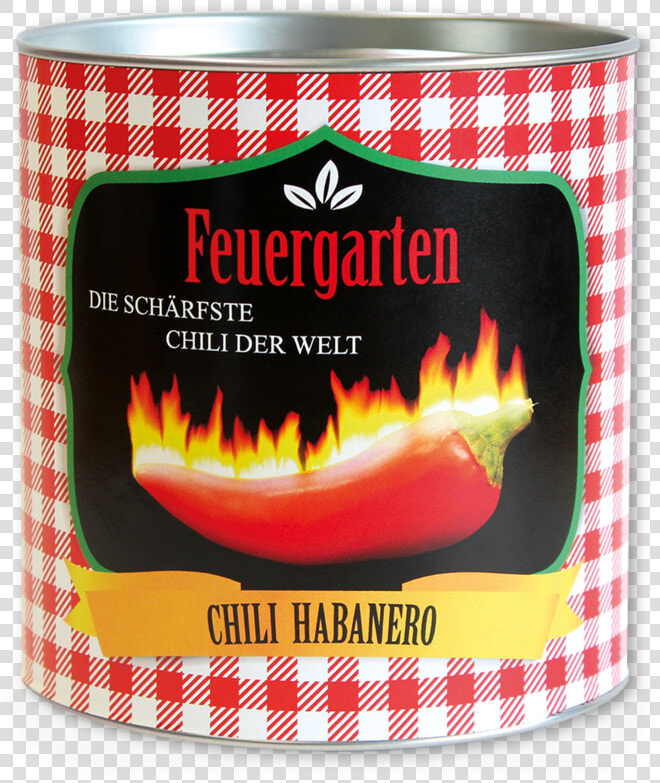 Feuergarten
DIE SCHÄRFSTE
CHILI DER WELT
CHILI HABANERO